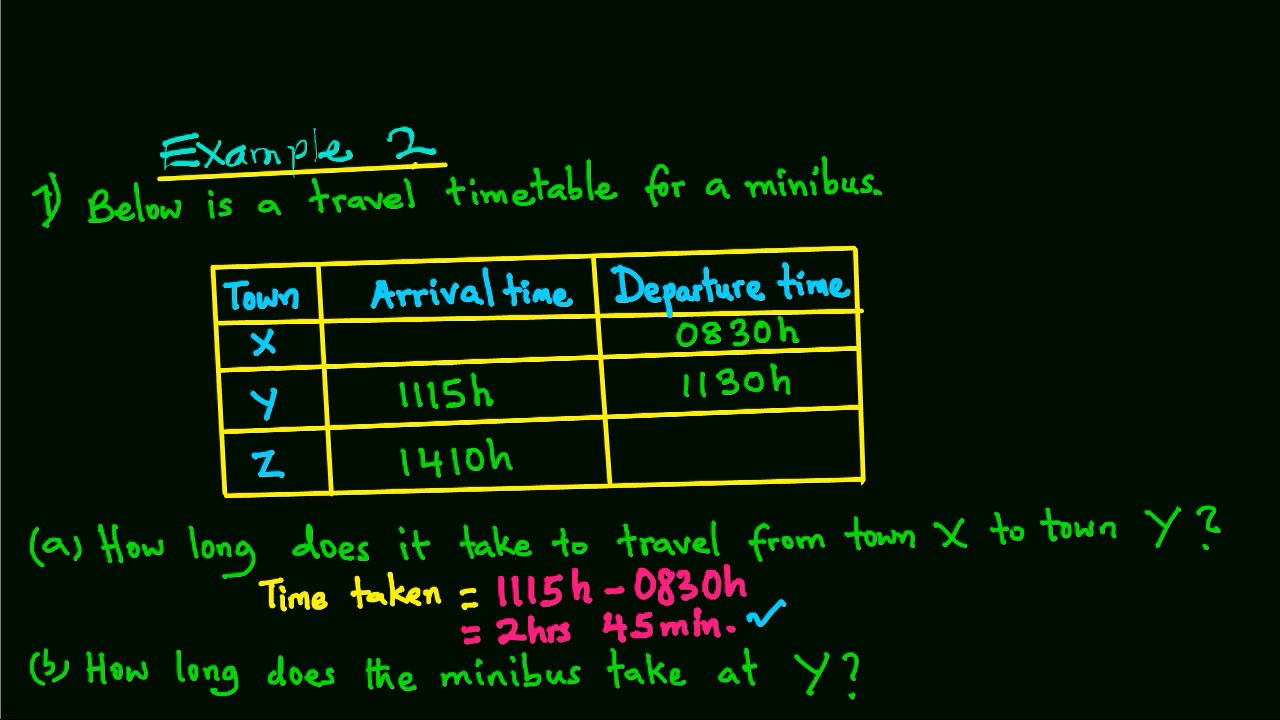 Example 2
1) Below is a travel timetable for a minibus.
Town Arrival time Departure time
X 0830h
Y 1115h 1130h
Z 1410h
(a) How long does it take to travel from town X to town Y?
Time taken = 1115h - 0830h
= 2hrs 45min. ✓
(b) How long does the minibus take at Y?